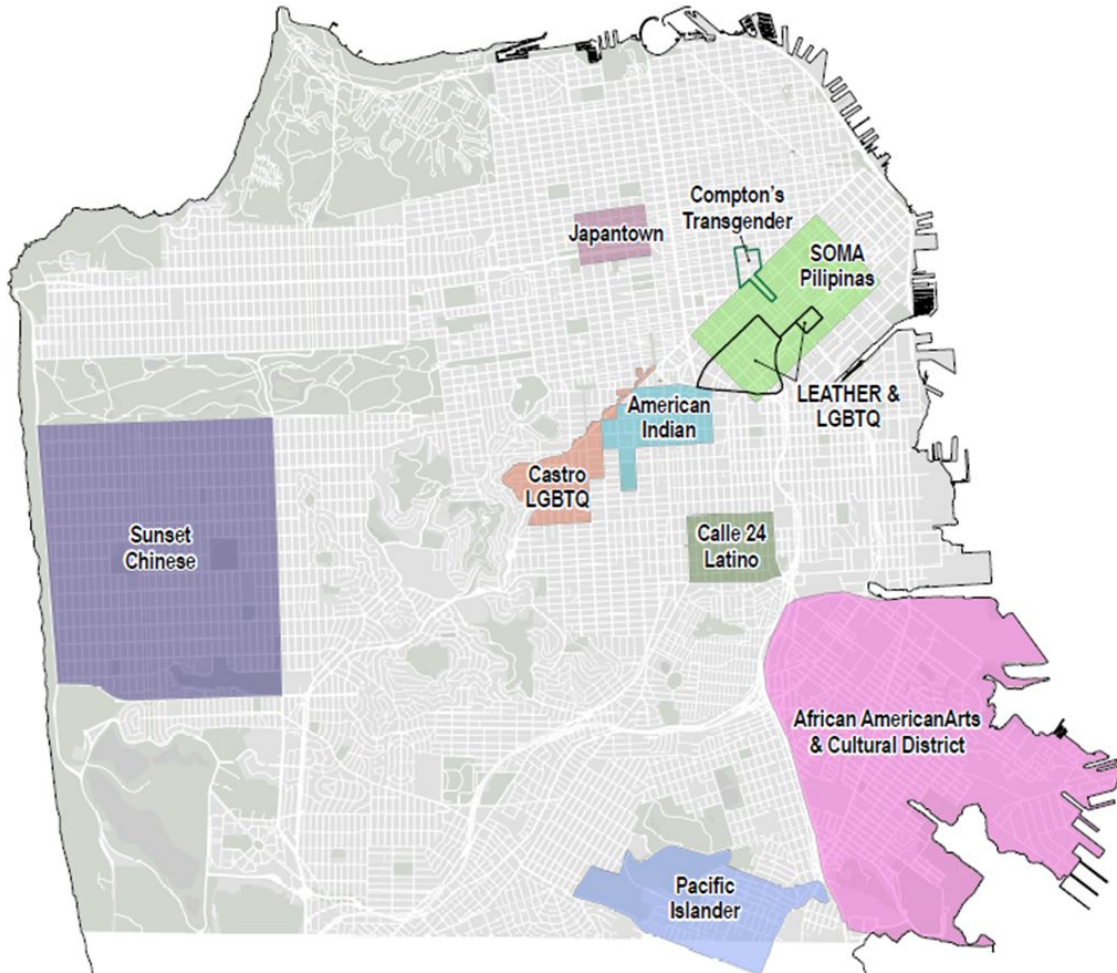 Compton's
Transgender
Japantown
SOMA
Pilipinas
LEATHER &
LGBTQ
American
Indian
Castro
LGBTQ
Sunset
Chinese
Calle 24
Latino
African AmericanArts
& Cultural District
Pacific
Islander